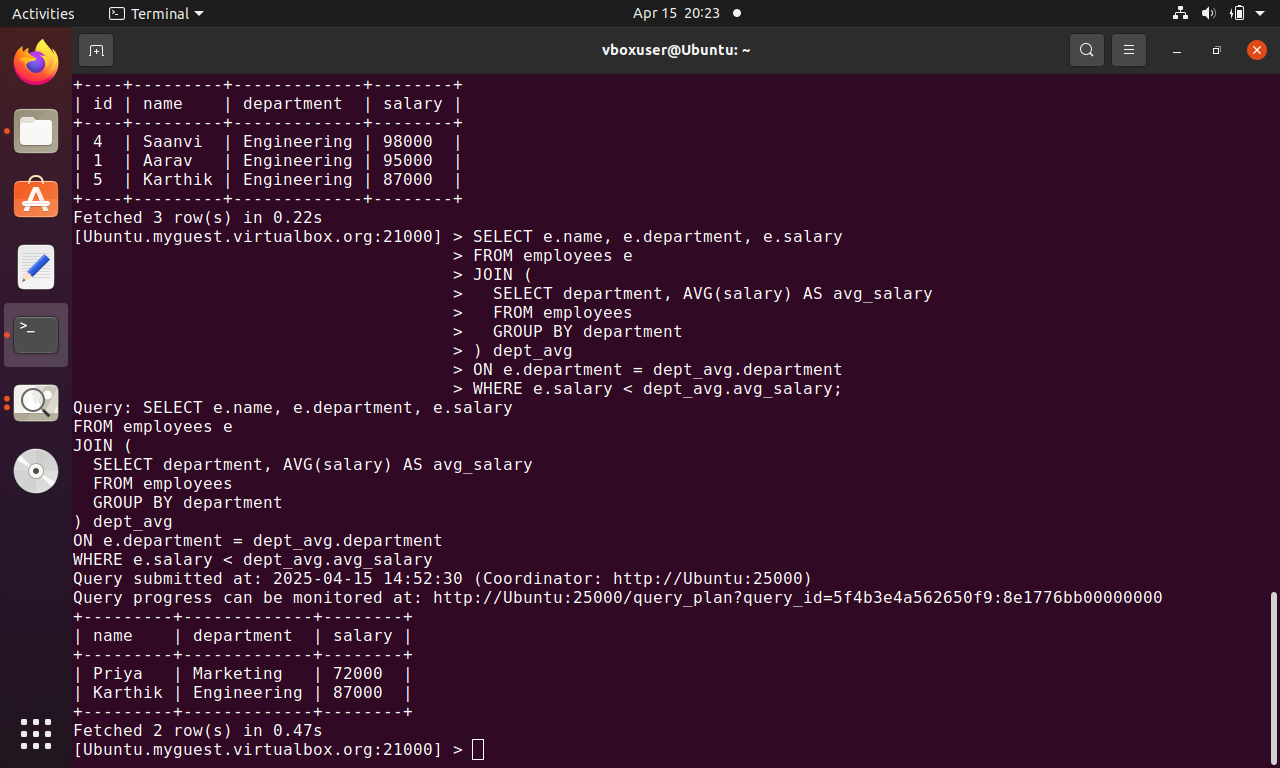 Activities Terminal Apr 15 20:23
vboxuser@Ubuntu: ~
+----+---------+-------------+--------+
| id | name    | department  | salary |
+----+---------+-------------+--------+
| 4  | Saanvi  | Engineering | 98000  |
| 1  | Aarav   | Engineering | 95000  |
| 5  | Karthik | Engineering | 87000  |
+----+---------+-------------+--------+
Fetched 3 row(s) in 0.22s
[Ubuntu.myguest.virtualbox.org:21000] > SELECT e.name, e.department, e.salary
                                      > FROM employees e
                                      > JOIN (
                                      >   SELECT department, AVG(salary) AS avg_salary
                                      >   FROM employees
                                      >   GROUP BY department
                                      > ) dept_avg
                                      > ON e.department = dept_avg.department
                                      > WHERE e.salary < dept_avg.avg_salary;
Query: SELECT e.name, e.department, e.salary
FROM employees e
JOIN (
  SELECT department, AVG(salary) AS avg_salary
  FROM employees
  GROUP BY department
) dept_avg
ON e.department = dept_avg.department
WHERE e.salary < dept_avg.avg_salary
Query submitted at: 2025-04-15 14:52:30 (Coordinator: http://Ubuntu:25000)
Query progress can be monitored at: http://Ubuntu:25000/query_plan?query_id=5f4b3e4a562650f9:8e1776bb00000000
+---------+-------------+--------+
| name    | department  | salary |
+---------+-------------+--------+
| Priya   | Marketing   | 72000  |
| Karthik | Engineering | 87000  |
+---------+-------------+--------+
Fetched 2 row(s) in 0.47s
[Ubuntu.myguest.virtualbox.org:21000] >